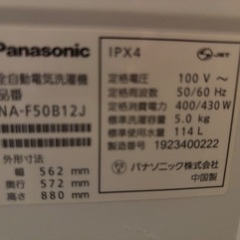 Panasonic
全自動電気洗濯機
品番
NA-F50B12J
外形寸法
幅 562 mm
奥行 572 mm
高さ 880 mm
IPX4
JET
定格電圧 100 V~
定格周波数 50/60 Hz
定格消費電力 400/430 W
標準容量 5.0 kg
標準使用水量 114 L
製造番号 1923400222
パナソニック株式会社
中国製